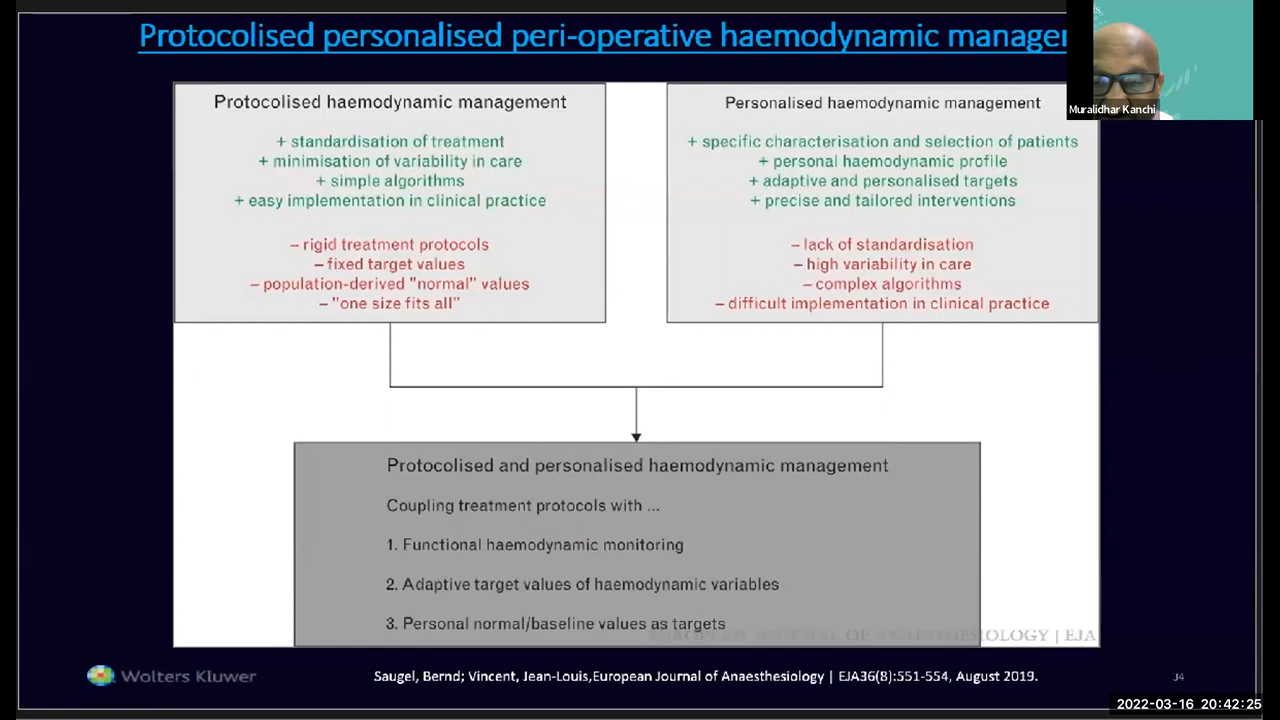 Protocolised personalised peri-operative haemodynamic manager
Muralidhar Kanchi
Protocolised haemodynamic management
+ standardisation of treatment
+ minimisation of variability in care
+ simple algorithms
+ easy implementation in clinical practice
– rigid treatment protocols
– fixed target values
– population-derived "normal" values
– "one size fits all"
Personalised haemodynamic management
+ specific characterisation and selection of patients
+ personal haemodynamic profile
+ adaptive and personalised targets
+ precise and tailored interventions
– lack of standardisation
– high variability in care
– complex algorithms
– difficult implementation in clinical practice
Protocolised and personalised haemodynamic management
Coupling treatment protocols with ...
1. Functional haemodynamic monitoring
2. Adaptive target values of haemodynamic variables
3. Personal normal/baseline values as targets
EUROPEAN JOURNAL OF ANAESTHESIOLOGY | EJA
Wolters Kluwer
Saugel, Bernd; Vincent, Jean-Louis,European Journal of Anaesthesiology | EJA36(8):551-554, August 2019.
34
2022-03-16 20:42:25